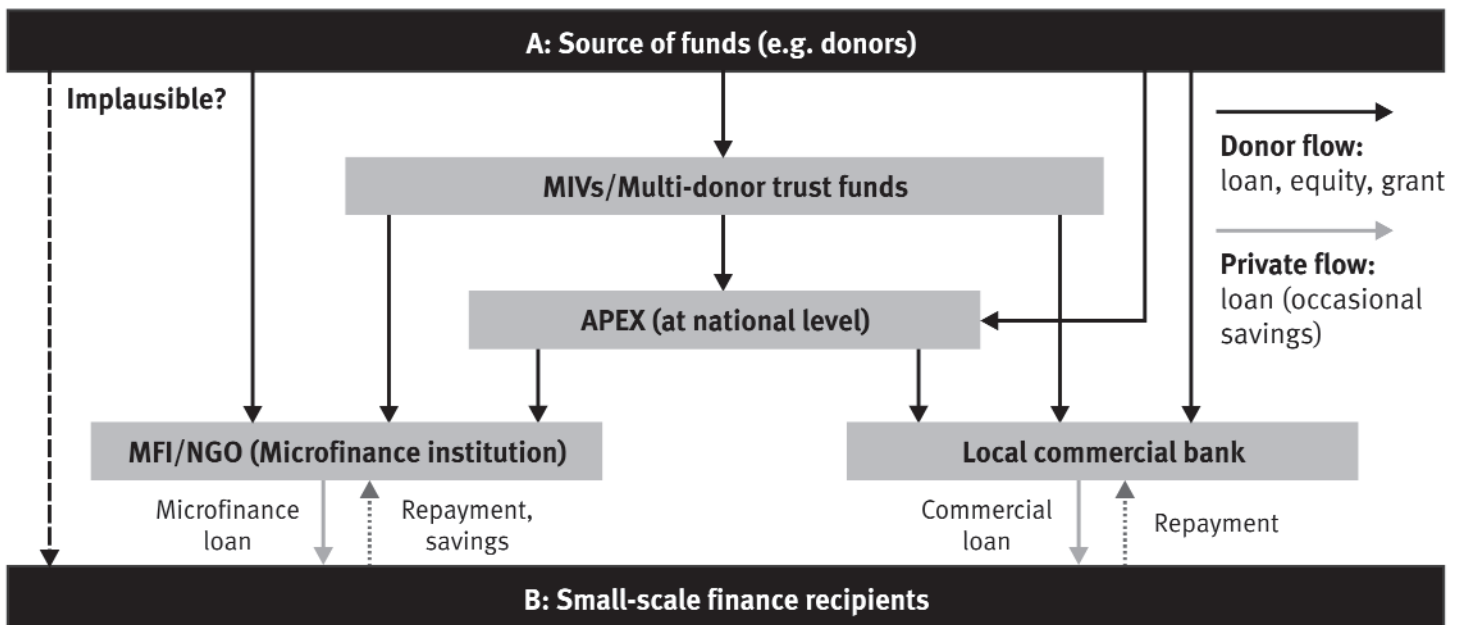 A: Source of funds (e.g. donors)
Implausible?
Donor flow:
loan, equity, grant
MIVs/Multi-donor trust funds
Private flow:
loan (occasional
savings)
APEX (at national level)
MFI/NGO (Microfinance institution)
Local commercial bank
Microfinance
loan
Repayment,
savings
Commercial
loan
Repayment
B: Small-scale finance recipients